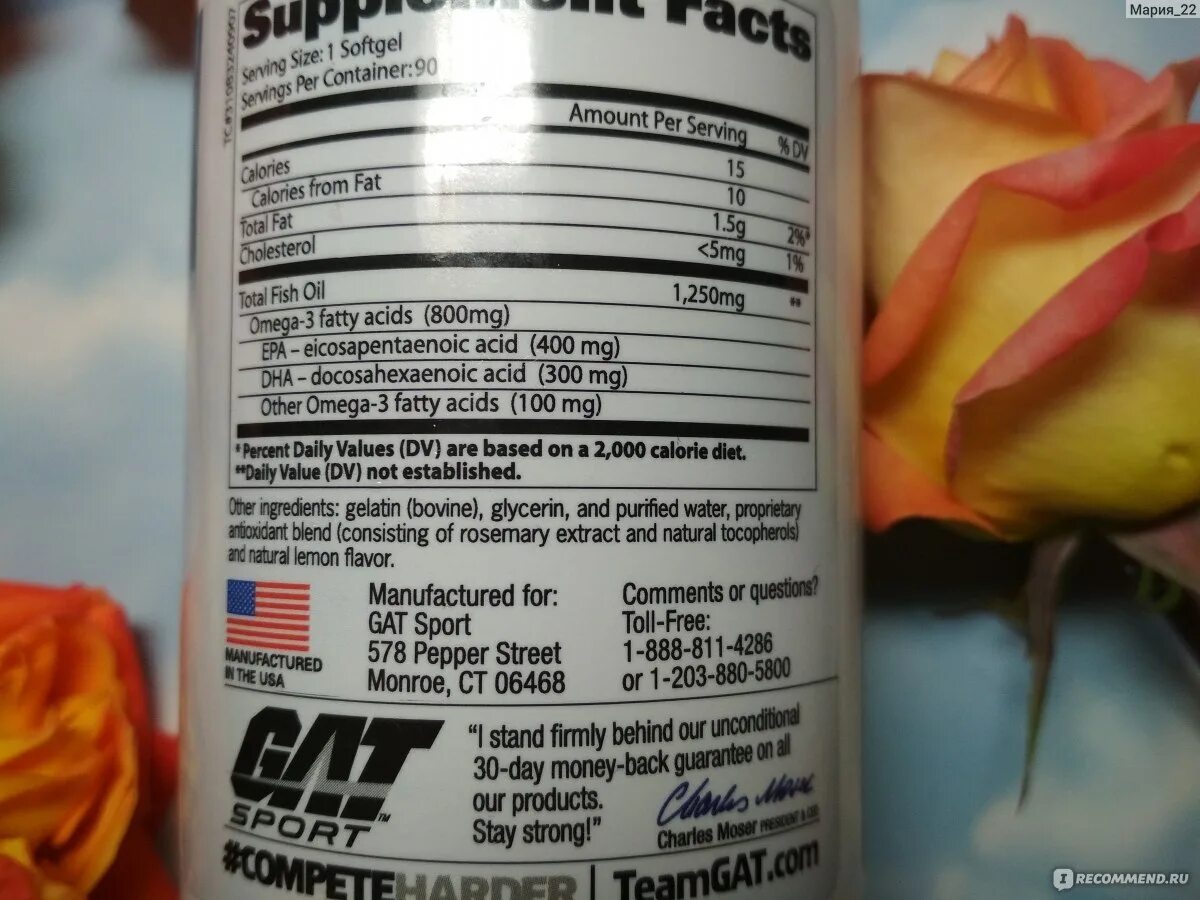 Мария_22
Supplement Facts
Serving Size: 1 Softgel
Servings Per Container: 90
Amount Per Serving % DV
Calories 15
Calories from Fat 10
Total Fat 1.5g 2%*
Cholesterol <5mg 1%
Total Fish Oil 1,250mg **
Omega-3 fatty acids (800mg)
EPA – eicosapentaenoic acid (400 mg)
DHA – docosahexaenoic acid (300 mg)
Other Omega-3 fatty acids (100 mg)
*Percent Daily Values (DV) are based on a 2,000 calorie diet.
**Daily Value (DV) not established.
Other ingredients: gelatin (bovine), glycerin, and purified water, proprietary
antioxidant blend (consisting of rosemary extract and natural tocopherols)
and natural lemon flavor.
MANUFACTURED
IN THE USA
Manufactured for:
GAT Sport
578 Pepper Street
Monroe, CT 06468
Comments or questions?
Toll-Free:
1-888-811-4286
or 1-203-880-5800
GAT
SPORT™
"I stand firmly behind our unconditional
30-day money-back guarantee on all
our products.
Stay strong!"
Charles Moser
Charles Moser PRESIDENT & CEO
#COMPETEHARDER | TeamGAT.com
IRECOMMEND.RU